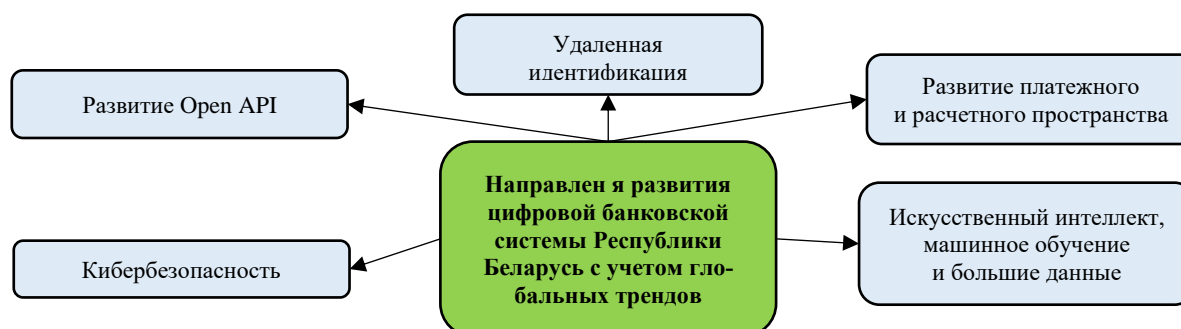 Удаленная
идентификация
Развитие Open API
Развитие платежного
и расчетного пространства
Направлен я развития
цифровой банковской
системы Республики
Беларусь с учетом гло-
бальных трендов
Кибербезопасность
Искусственный интеллект,
машинное обучение
и большие данные